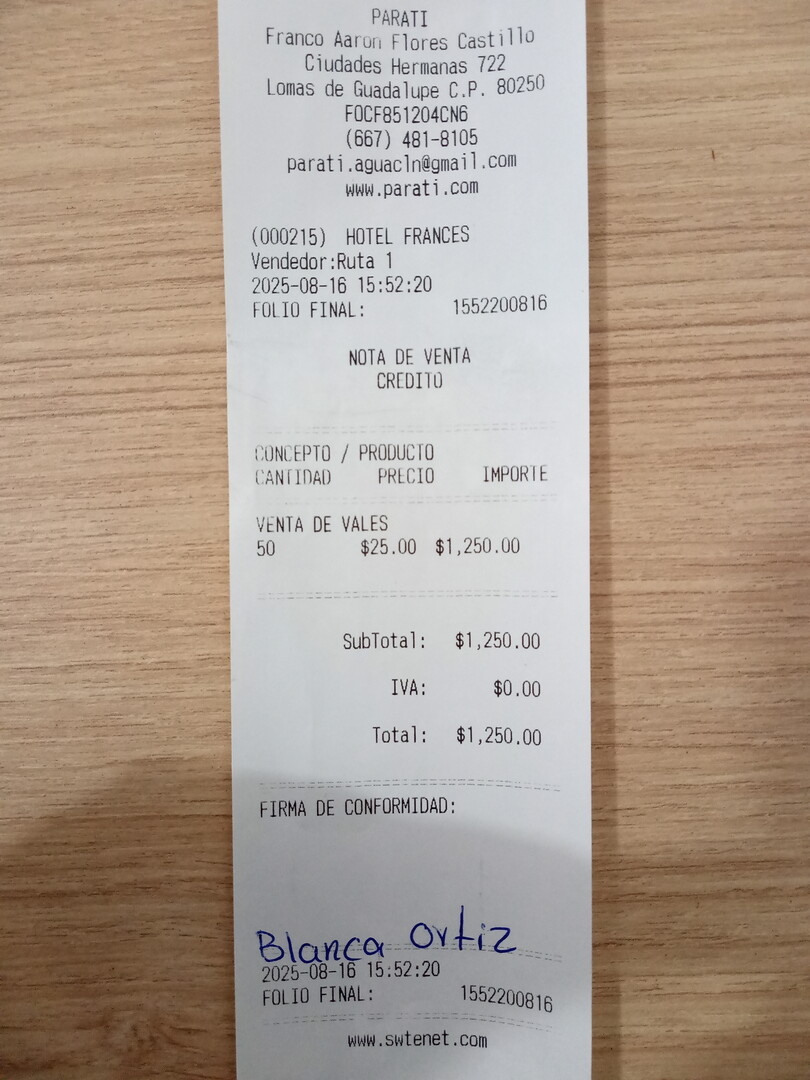 PARATI
Franco Aaron Flores Castillo
Ciudades Hermanas 722
Lomas de Guadalupe C.P. 80250
FOCF851204CN6
(667) 481-8105
parati.aguacln@gmail.com
www.parati.com
(000215) HOTEL FRANCES
Vendedor:Ruta 1
2025-08-16 15:52:20
FOLIO FINAL: 1552200816
NOTA DE VENTA
CREDITO
CONCEPTO / PRODUCTO
CANTIDAD PRECIO IMPORTE
VENTA DE VALES
50 $25.00 $1,250.00
SubTotal: $1,250.00
IVA: $0.00
Total: $1,250.00
FIRMA DE CONFORMIDAD:
Blanca Ortiz
2025-08-16 15:52:20
FOLIO FINAL: 1552200816
www.swtenet.com